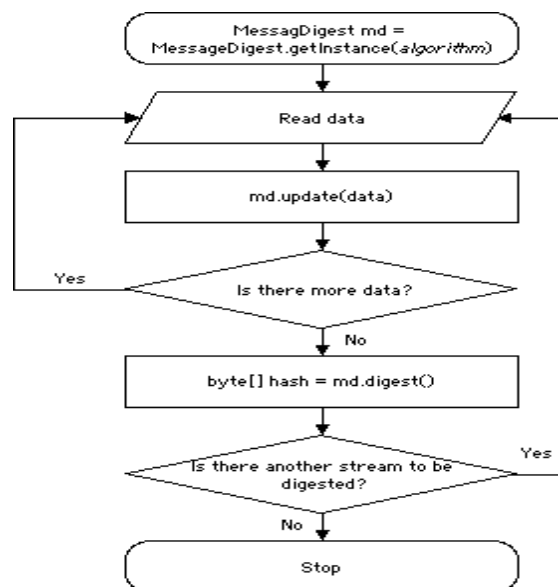 MessagDigest md =
MessageDigest.getInstance(algorithm)
Read data
md.update(data)
Yes
Is there more data?
No
byte[] hash = md.digest()
Yes
Is there another stream to be
digested?
No
Stop